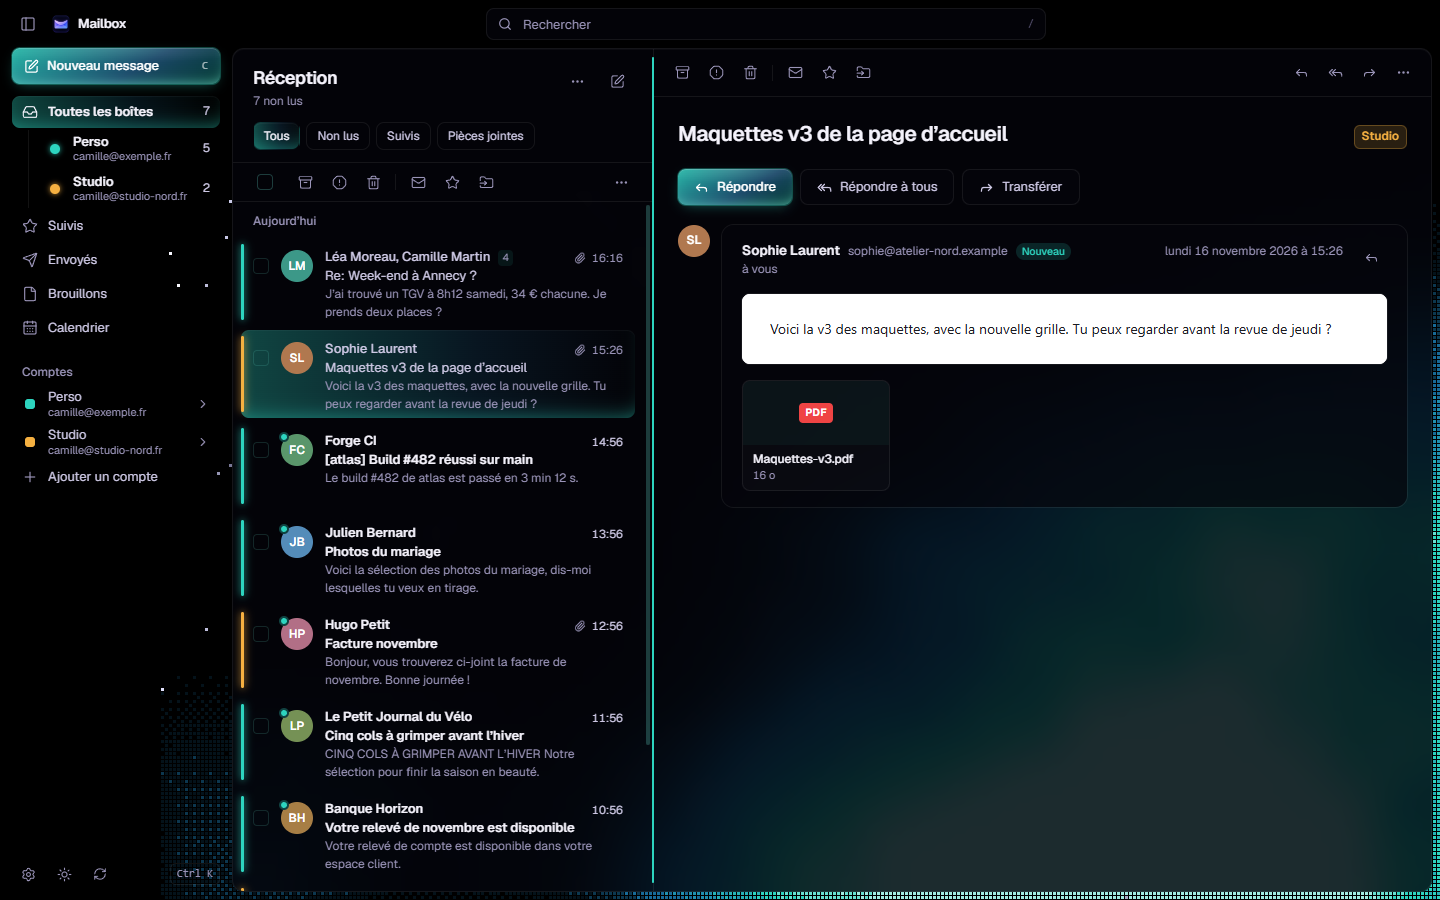 Mailbox
Rechercher
/
Nouveau message
C
Toutes les boîtes
7
Perso
camille@exemple.fr
5
Studio
camille@studio-nord.fr
2
Suivis
Envoyés
Brouillons
Calendrier
Comptes
Perso
camille@exemple.fr
Studio
camille@studio-nord.fr
Ajouter un compte
Ctrl K
Réception
7 non lus
Tous
Non lus
Suivis
Pièces jointes
Aujourd’hui
LM
Léa Moreau, Camille Martin 4
16:16
Re: Week-end à Annecy ?
J’ai trouvé un TGV à 8h12 samedi, 34 € chacune. Je
prends deux places ?
SL
Sophie Laurent
15:26
Maquettes v3 de la page d’accueil
Voici la v3 des maquettes, avec la nouvelle grille. Tu
peux regarder avant la revue de jeudi ?
FC
Forge CI
14:56
[atlas] Build #482 réussi sur main
Le build #482 de atlas est passé en 3 min 12 s.
JB
Julien Bernard
13:56
Photos du mariage
Voici la sélection des photos du mariage, dis-moi
lesquelles tu veux en tirage.
HP
Hugo Petit
12:56
Facture novembre
Bonjour, vous trouverez ci-joint la facture de
novembre. Bonne journée !
LP
Le Petit Journal du Vélo
11:56
Cinq cols à grimper avant l’hiver
CINQ COLS À GRIMPER AVANT L’HIVER Notre
sélection pour finir la saison en beauté.
BH
Banque Horizon
10:56
Votre relevé de novembre est disponible
Votre relevé de compte est disponible dans votre
espace client.
Maquettes v3 de la page d’accueil
Studio
Répondre
Répondre à tous
Transférer
SL
Sophie Laurent sophie@atelier-nord.example Nouveau
lundi 16 novembre 2026 à 15:26
à vous
Voici la v3 des maquettes, avec la nouvelle grille. Tu peux regarder avant la revue de jeudi ?
PDF
Maquettes-v3.pdf
16 o